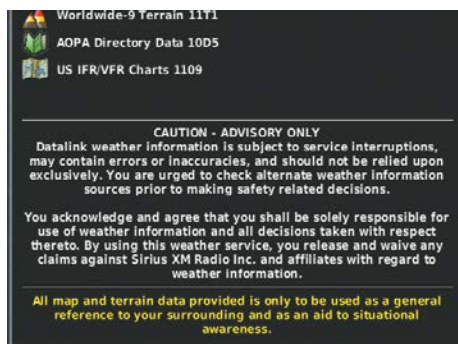 Worldwide-9 Terrain 11T1
AOPA Directory Data 10D5
US IFR/VFR Charts 1109
CAUTION - ADVISORY ONLY
Datalink weather information is subject to service interruptions,
may contain errors or inaccuracies, and should not be relied upon
exclusively. You are urged to check alternate weather information
sources prior to making safety related decisions.
You acknowledge and agree that you shall be solely responsible for
use of weather information and all decisions taken with respect
thereto. By using this weather service, you release and waive any
claims against Sirius XM Radio Inc. and affiliates with regard to
weather information.
All map and terrain data provided is only to be used as a general
reference to your surrounding and as an aid to situational
awareness.